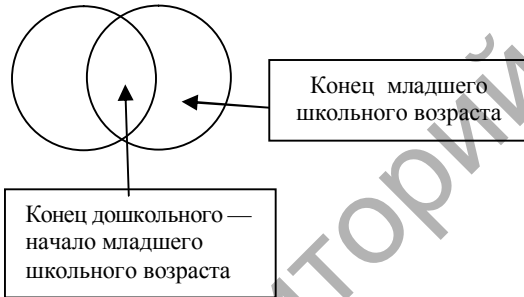 Конец младшего
школьного возраста
Конец дошкольного —
начало младшего
школьного возраста